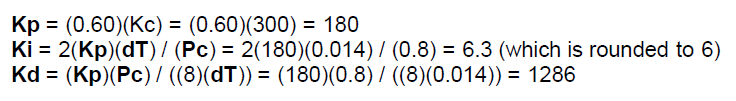 Kp = (0.60)(Kc) = (0.60)(300) = 180
Ki = 2(Kp)(dT) / (Pc) = 2(180)(0.014) / (0.8) = 6.3 (which is rounded to 6)
Kd = (Kp)(Pc) / ((8)(dT)) = (180)(0.8) / ((8)(0.014)) = 1286